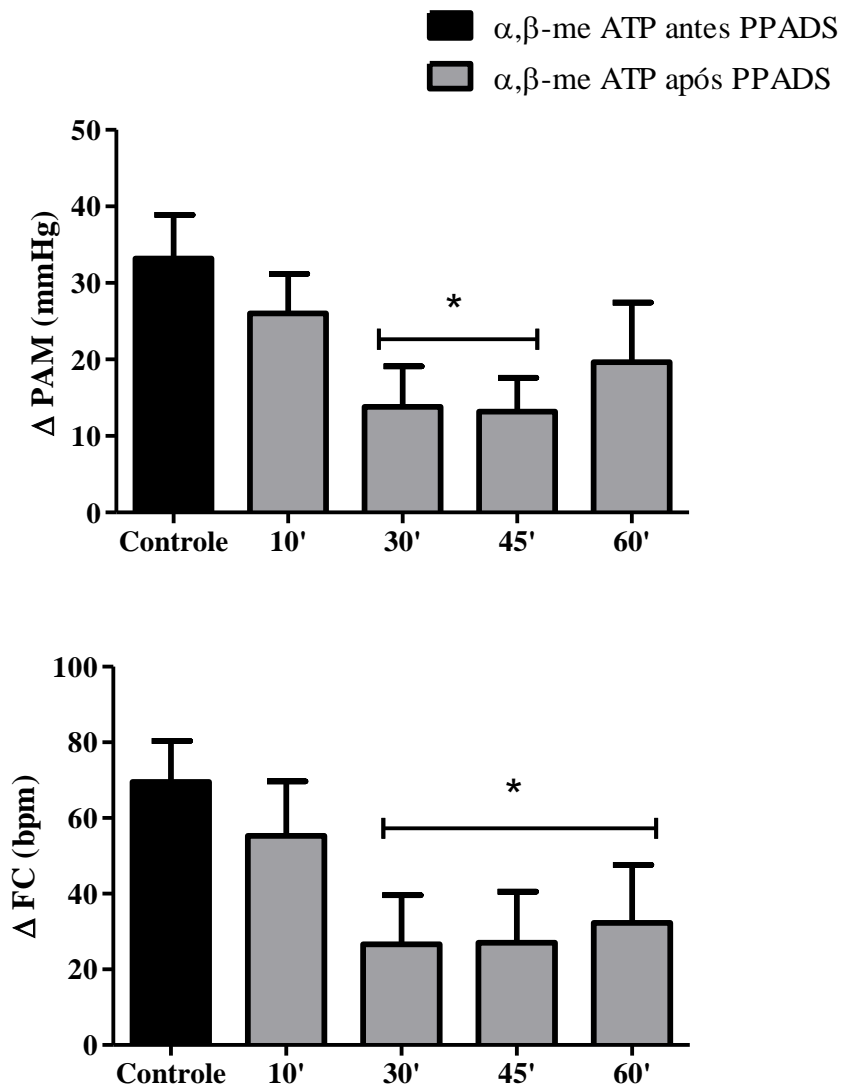 α,β-me ATP antes PPADS
α,β-me ATP após PPADS
50
40
30
20
10
0
Δ PAM (mmHg)
*
Controle 10' 30' 45' 60'
100
80
60
40
20
0
Δ FC (bpm)
*
Controle 10' 30' 45' 60'